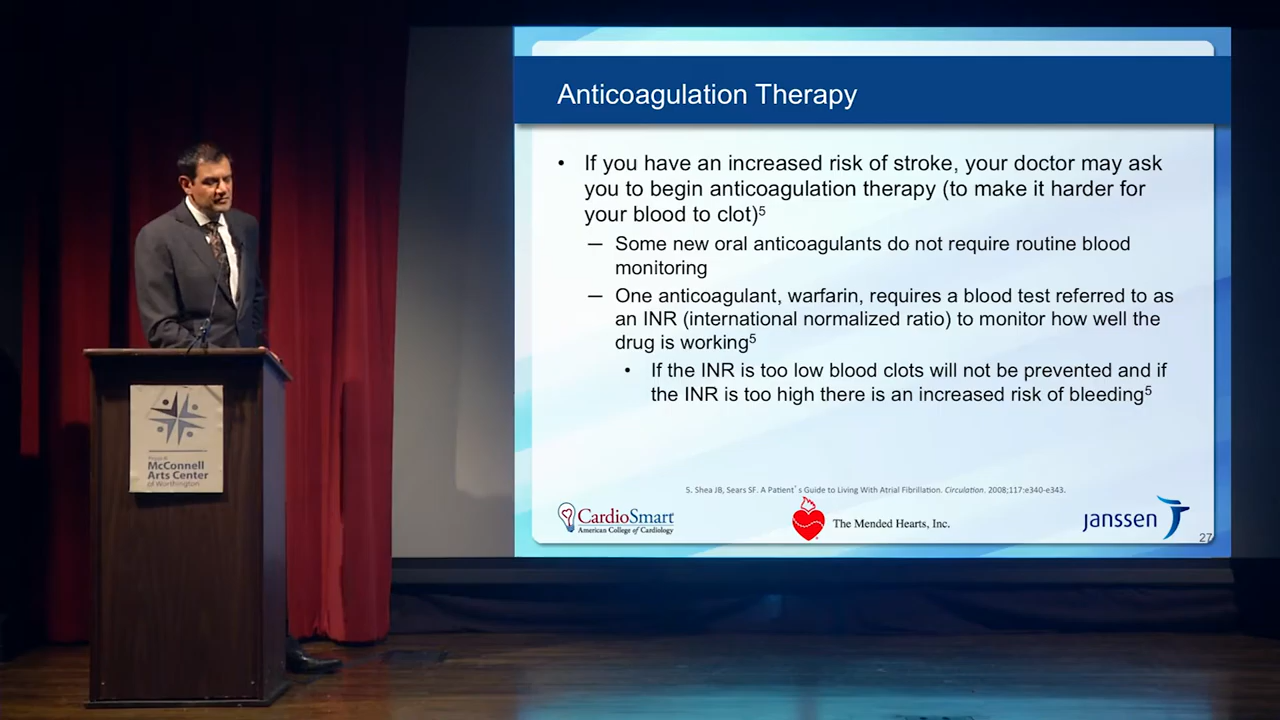 Anticoagulation Therapy
• If you have an increased risk of stroke, your doctor may ask
you to begin anticoagulation therapy (to make it harder for
your blood to clot)5
— Some new oral anticoagulants do not require routine blood
monitoring
— One anticoagulant, warfarin, requires a blood test referred to as
an INR (international normalized ratio) to monitor how well the
drug is working5
• If the INR is too low blood clots will not be prevented and if
the INR is too high there is an increased risk of bleeding5
5. Shea JB, Sears SF. A Patient`s Guide to Living With Atrial Fibrillation. Circulation. 2008;117:e340-e343.
CardioSmart
American College of Cardiology
The Mended Hearts, Inc.
janssen
27
McConnell
Arts Center
of Worthington